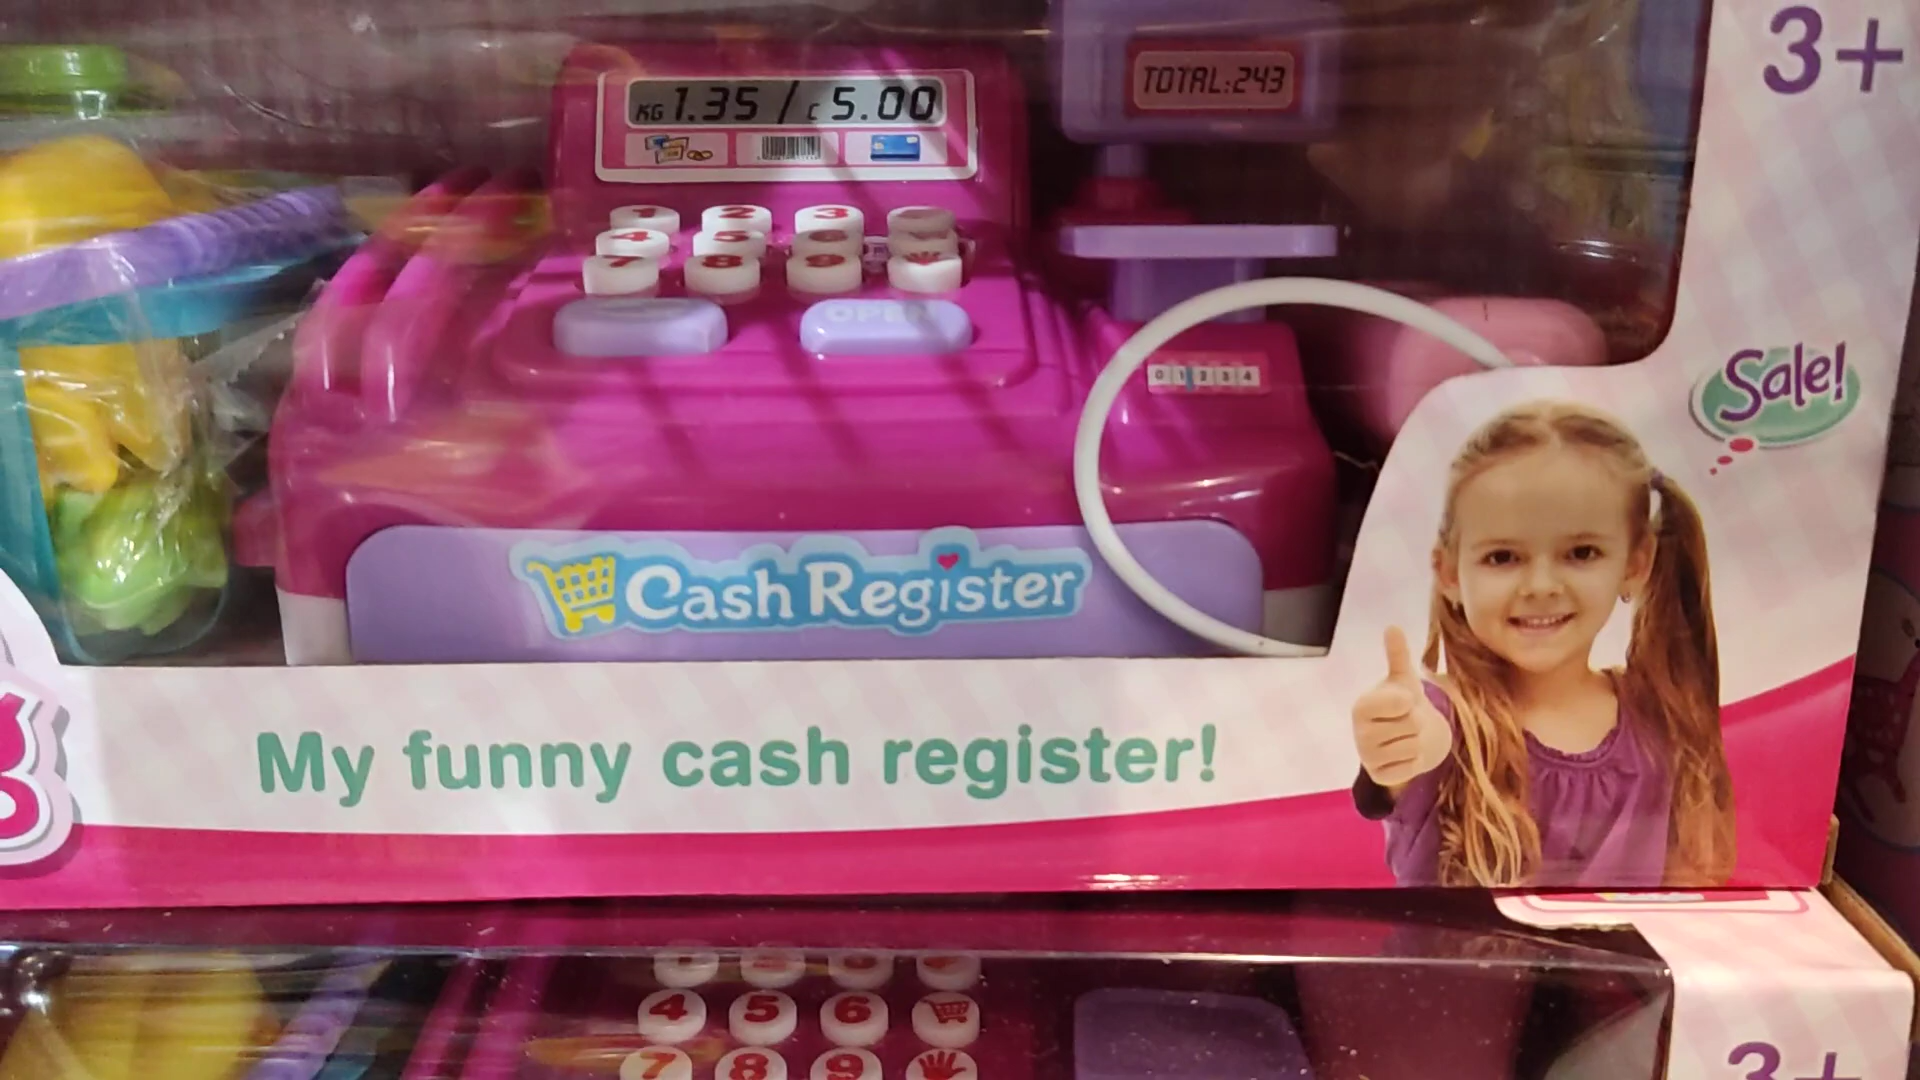 3+
TOTAL:243
KG 1.35 / C 5.00
1 2 3
4 5
7 8 9
OPEN
0 1 2 3 4
Sale!
Cash Register
My funny cash register!
4 5 6
7 8 9
3+